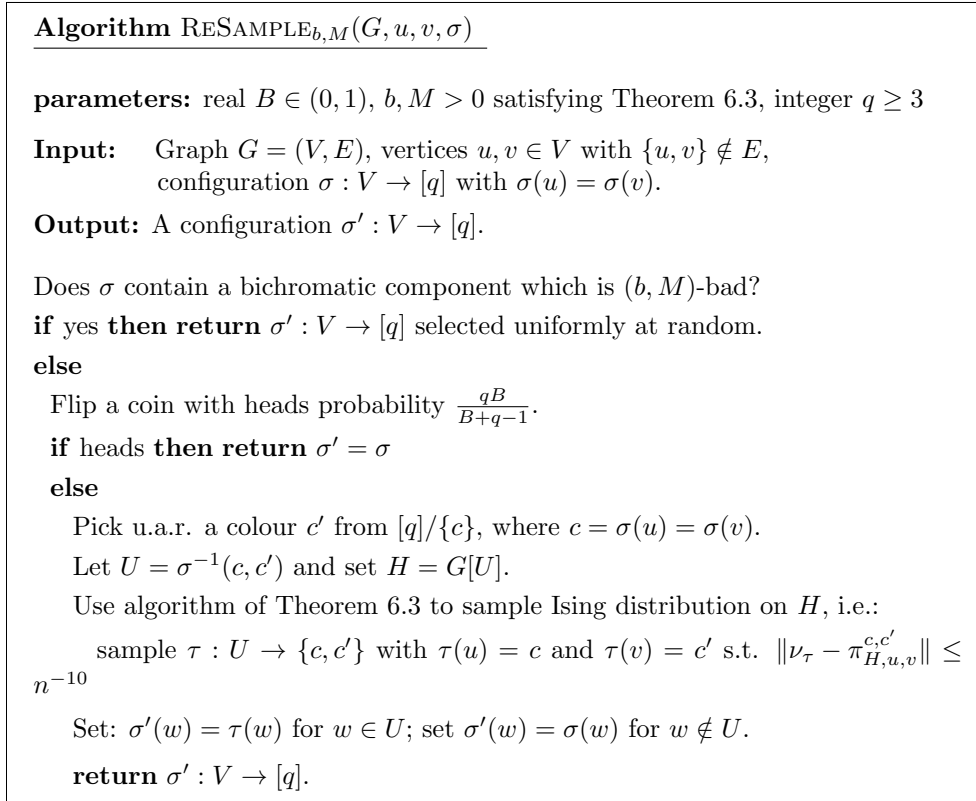 Algorithm RESAMPLE_{b,M}(G, u, v, σ)
parameters: real B ∈ (0, 1), b, M > 0 satisfying Theorem 6.3, integer q ≥ 3
Input: Graph G = (V, E), vertices u, v ∈ V with {u, v} ∉ E,
configuration σ : V → [q] with σ(u) = σ(v).
Output: A configuration σ′ : V → [q].
Does σ contain a bichromatic component which is (b, M)-bad?
if yes then return σ′ : V → [q] selected uniformly at random.
else
Flip a coin with heads probability \frac{qB}{B+q−1}.
if heads then return σ′ = σ
else
Pick u.a.r. a colour c′ from [q]/{c}, where c = σ(u) = σ(v).
Let U = σ^{−1}(c, c′) and set H = G[U].
Use algorithm of Theorem 6.3 to sample Ising distribution on H, i.e.:
sample τ : U → {c, c′} with τ(u) = c and τ(v) = c′ s.t. ‖ν_τ − π^{c,c′}_{H,u,v}‖ ≤
n^{−10}
Set: σ′(w) = τ(w) for w ∈ U; set σ′(w) = σ(w) for w ∉ U.
return σ′ : V → [q].